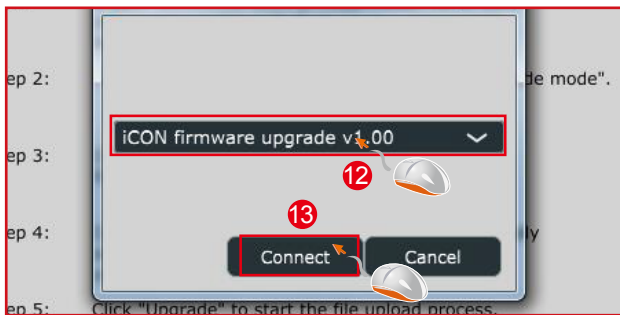 ep 2:
de mode".
iCON firmware upgrade v1.00
12
ep 3:
13
ep 4:
ly
Connect
Cancel
ep 5:
Click "Upgrade" to start the file upload process.